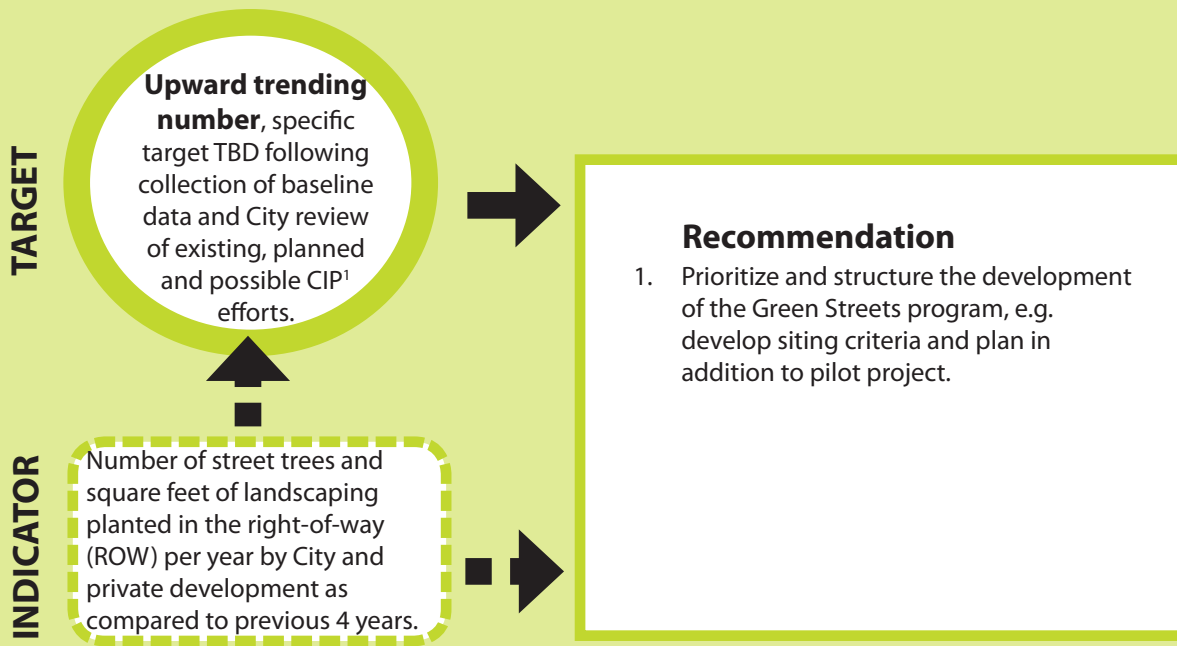 TARGET
Upward trending
number, specific
target TBD following
collection of baseline
data and City review
of existing, planned
and possible CIP¹
efforts.
INDICATOR
Number of street trees and
square feet of landscaping
planted in the right-of-way
(ROW) per year by City and
private development as
compared to previous 4 years.
Recommendation
1. Prioritize and structure the development
of the Green Streets program, e.g.
develop siting criteria and plan in
addition to pilot project.